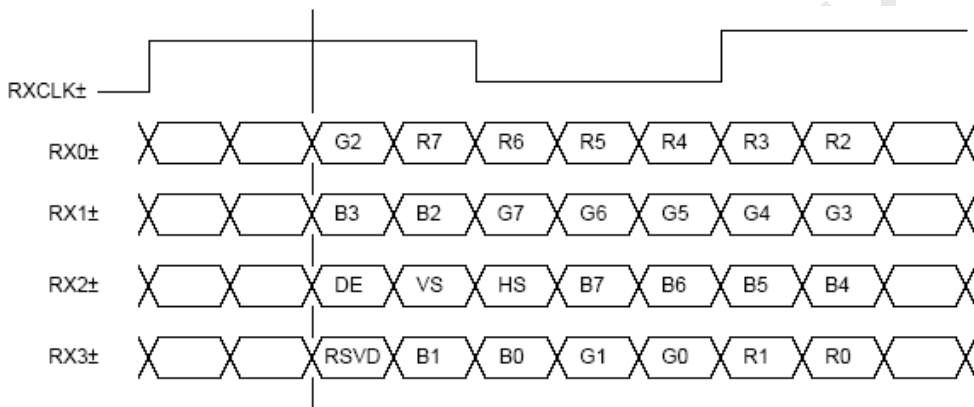 RXCLK±
RX0± G2 R7 R6 R5 R4 R3 R2
RX1± B3 B2 G7 G6 G5 G4 G3
RX2± DE VS HS B7 B6 B5 B4
RX3± RSVD B1 B0 G1 G0 R1 R0